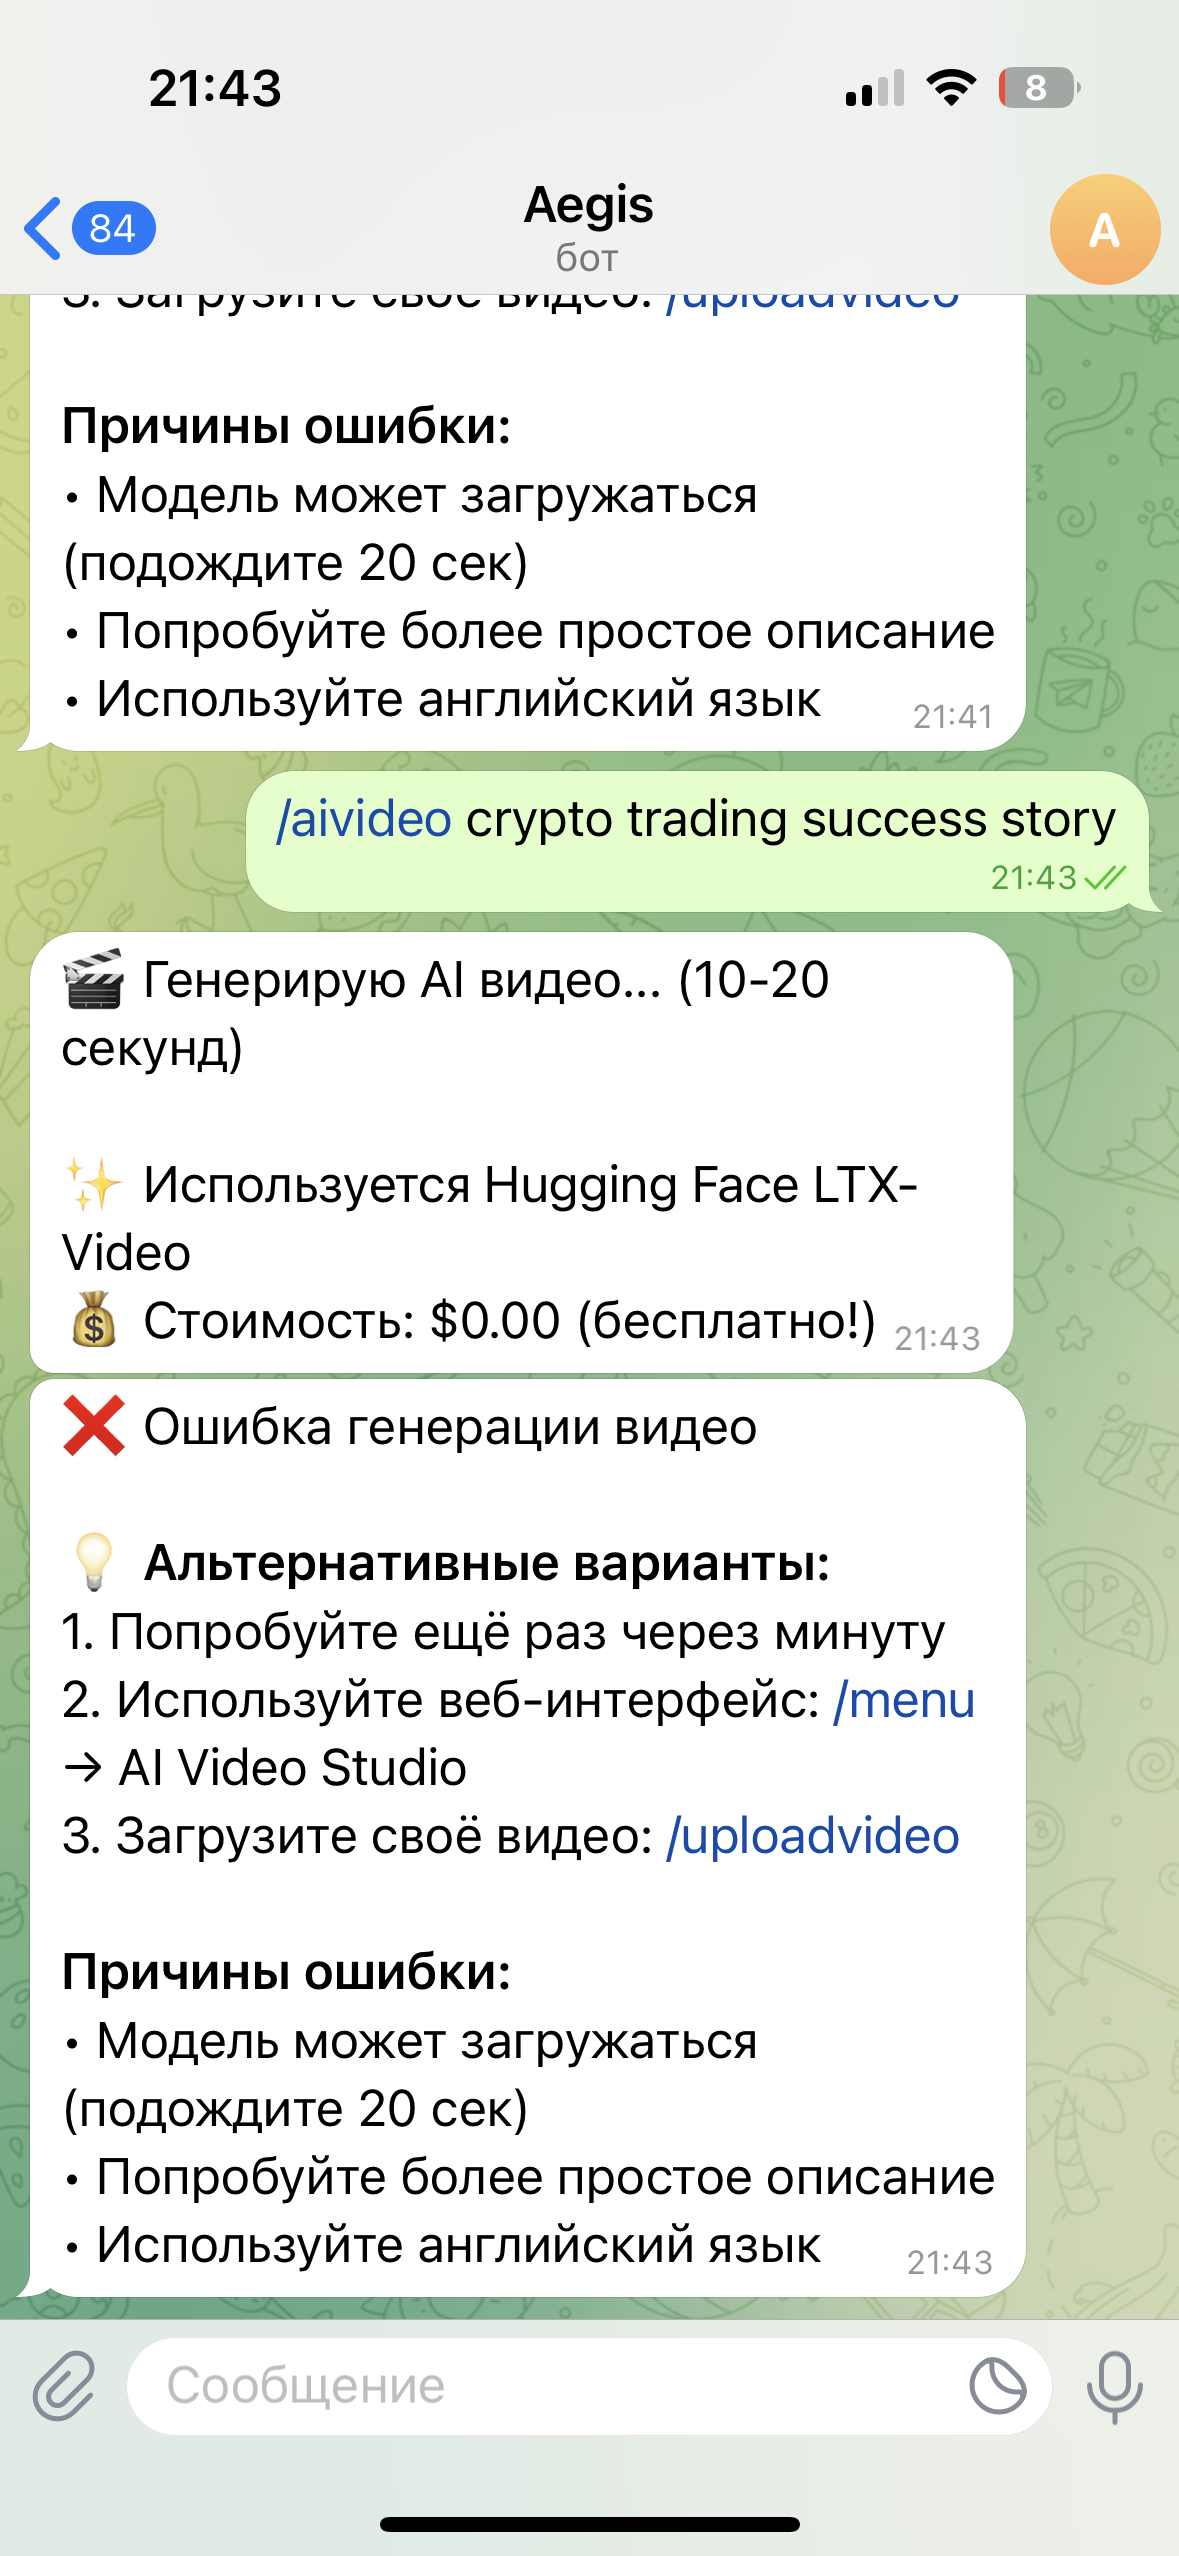 21:43
8
84
Aegis
бот
A
3. Загрузите своё видео: /uploadvideo
Причины ошибки:
• Модель может загружаться
(подождите 20 сек)
• Попробуйте более простое описание
• Используйте английский язык
21:41
/aivideo crypto trading success story
21:43
🎬 Генерирую AI видео... (10-20
секунд)
✨ Используется Hugging Face LTX-
Video
💰 Стоимость: $0.00 (бесплатно!)
21:43
❌ Ошибка генерации видео
💡 Альтернативные варианты:
1. Попробуйте ещё раз через минуту
2. Используйте веб-интерфейс: /menu
→ AI Video Studio
3. Загрузите своё видео: /uploadvideo
Причины ошибки:
• Модель может загружаться
(подождите 20 сек)
• Попробуйте более простое описание
• Используйте английский язык
21:43
Сообщение